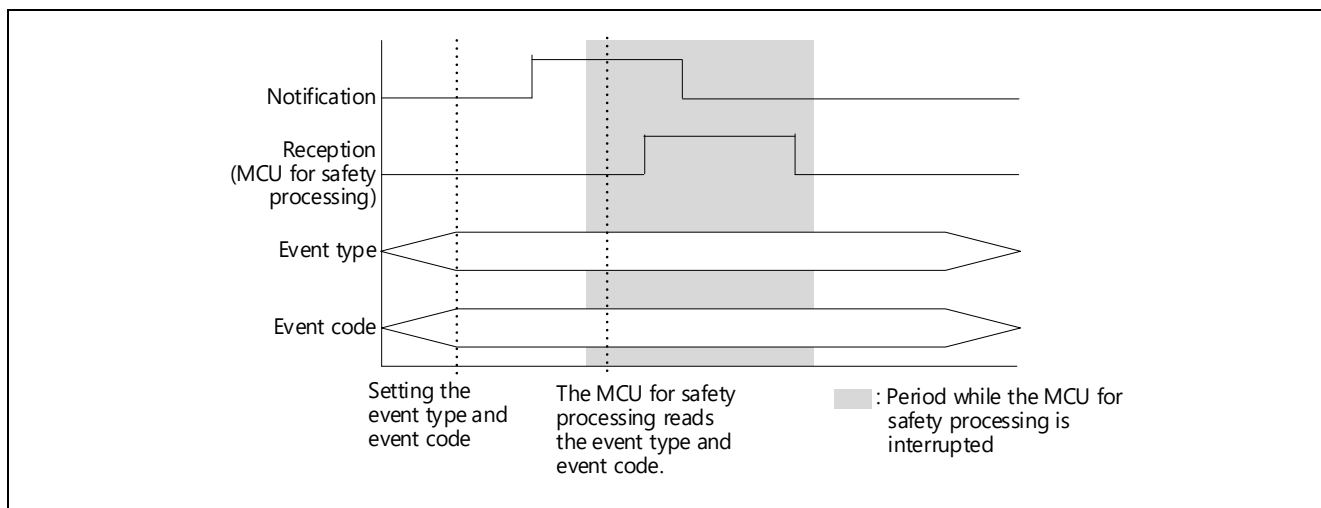 Notification
Reception
(MCU for safety
processing)
Event type
Event code
Setting the
event type and
event code
The MCU for safety
processing reads
the event type and
event code.
: Period while the MCU for
safety processing is
interrupted